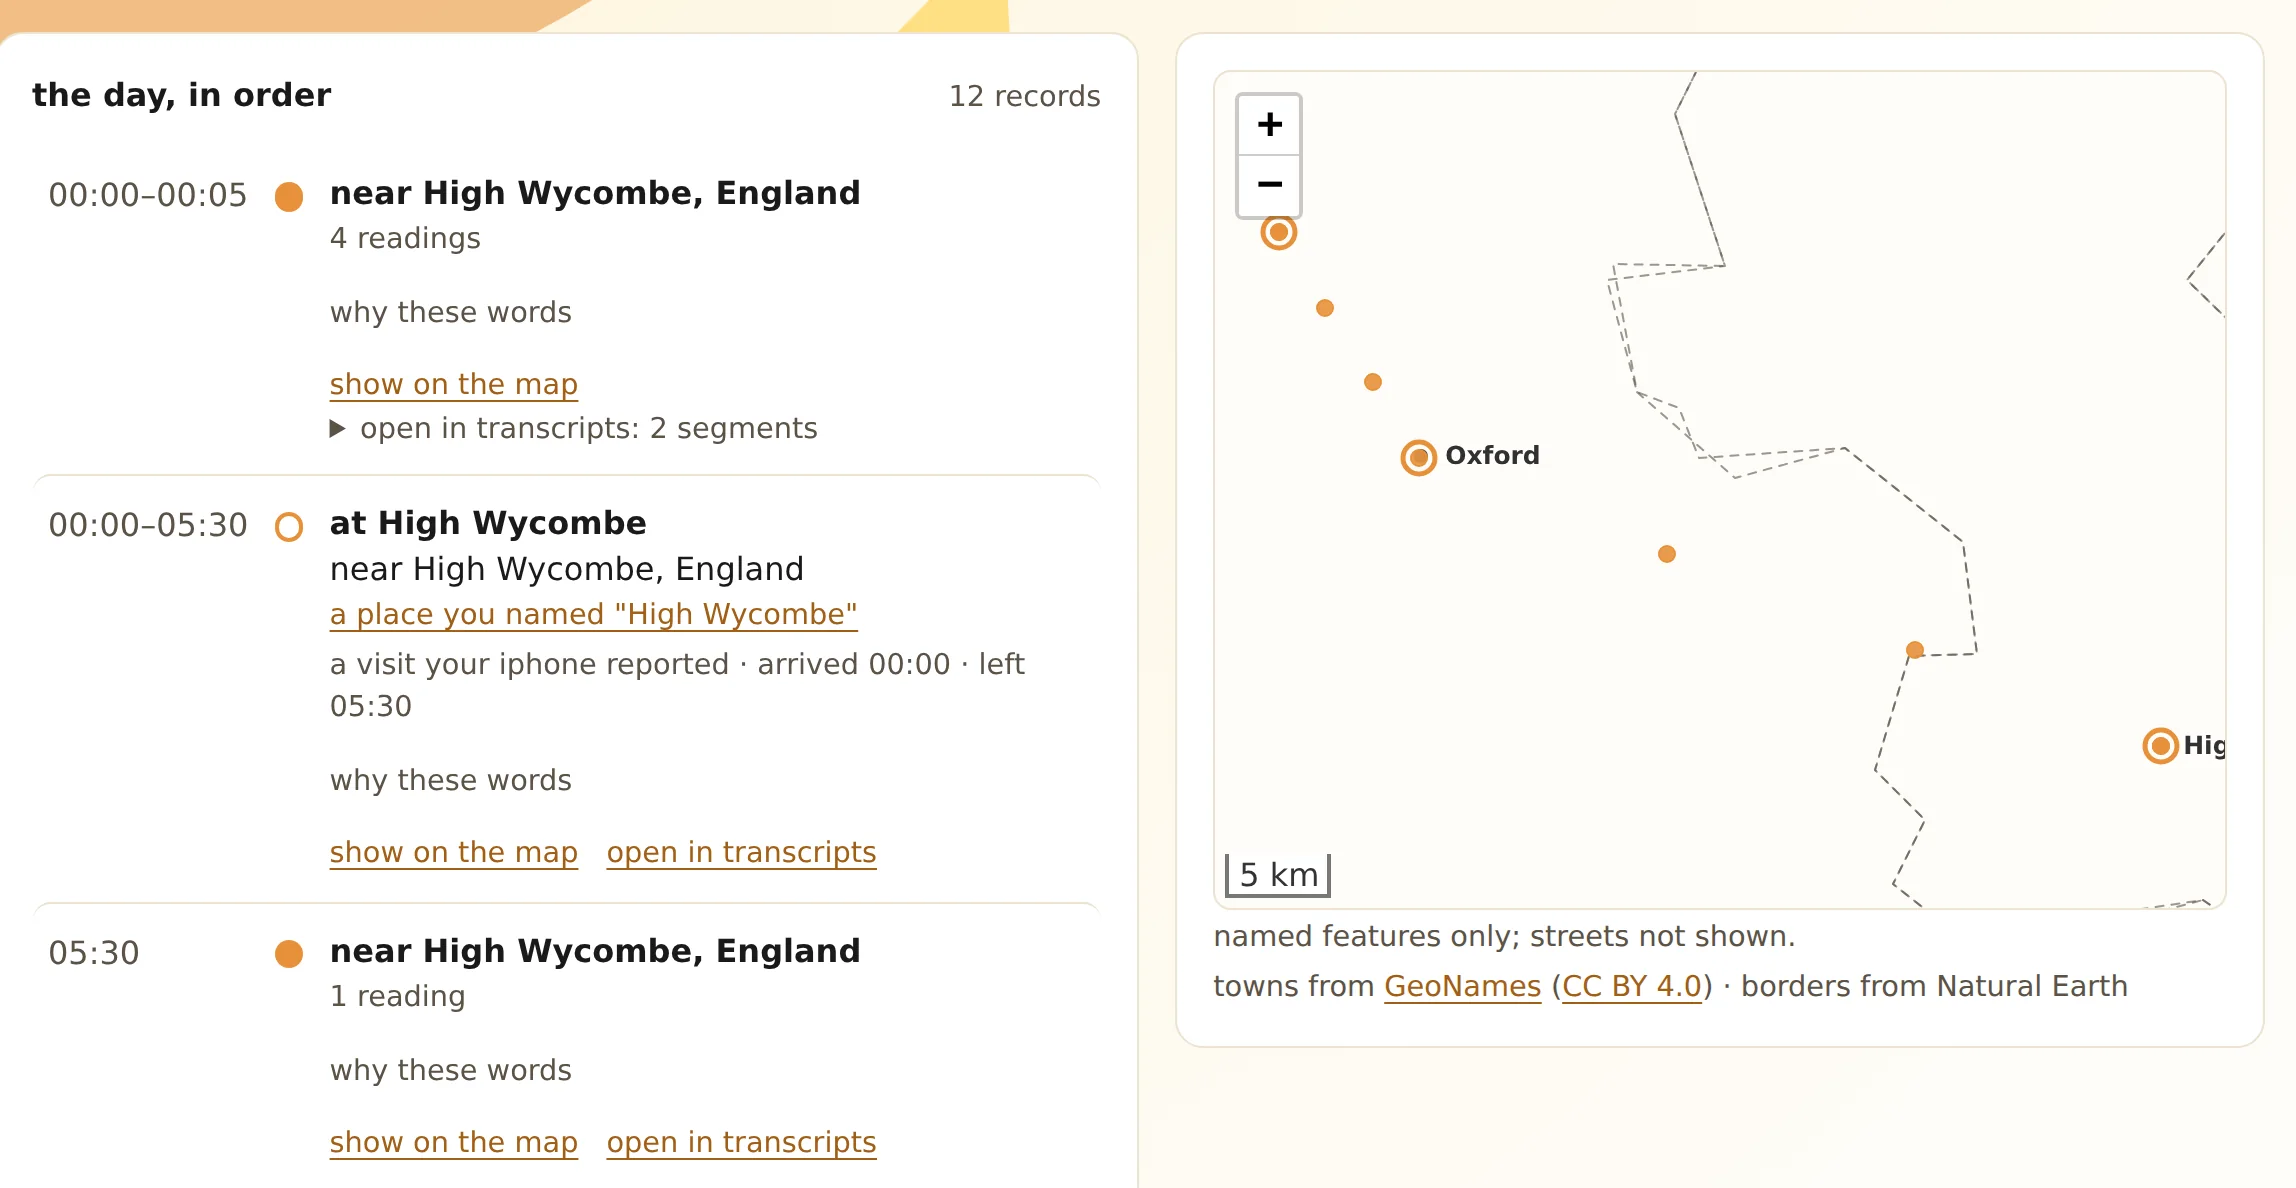 the day, in order
12 records
00:00–00:05
near High Wycombe, England
4 readings
why these words
show on the map
▶ open in transcripts: 2 segments
00:00–05:30
at High Wycombe
near High Wycombe, England
a place you named "High Wycombe"
a visit your iphone reported · arrived 00:00 · left
05:30
why these words
show on the map open in transcripts
05:30
near High Wycombe, England
1 reading
why these words
show on the map open in transcripts
+
−
Oxford
Hig
5 km
named features only; streets not shown.
towns from GeoNames (CC BY 4.0) · borders from Natural Earth